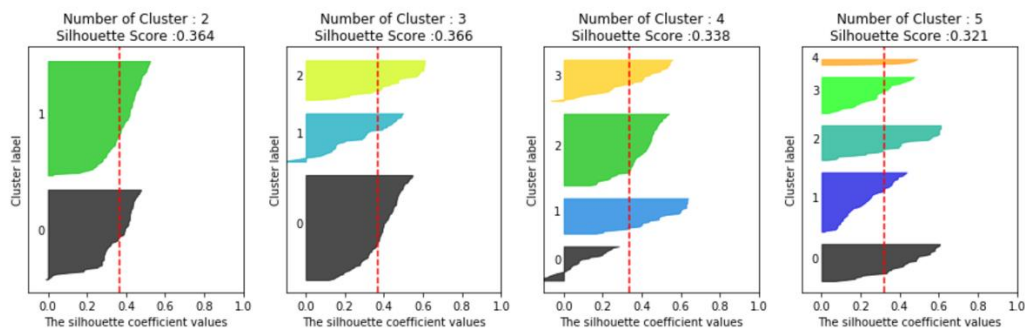 Number of Cluster : 2
Silhouette Score :0.364
Cluster label
1
0
0.0 0.2 0.4 0.6 0.8 1.0
The silhouette coefficient values
Number of Cluster : 3
Silhouette Score :0.366
Cluster label
2
1
0
0.0 0.2 0.4 0.6 0.8 1.0
The silhouette coefficient values
Number of Cluster : 4
Silhouette Score :0.338
Cluster label
3
2
1
0
0.0 0.2 0.4 0.6 0.8 1.0
The silhouette coefficient values
Number of Cluster : 5
Silhouette Score :0.321
Cluster label
4
3
2
1
0
0.0 0.2 0.4 0.6 0.8 1.0
The silhouette coefficient values